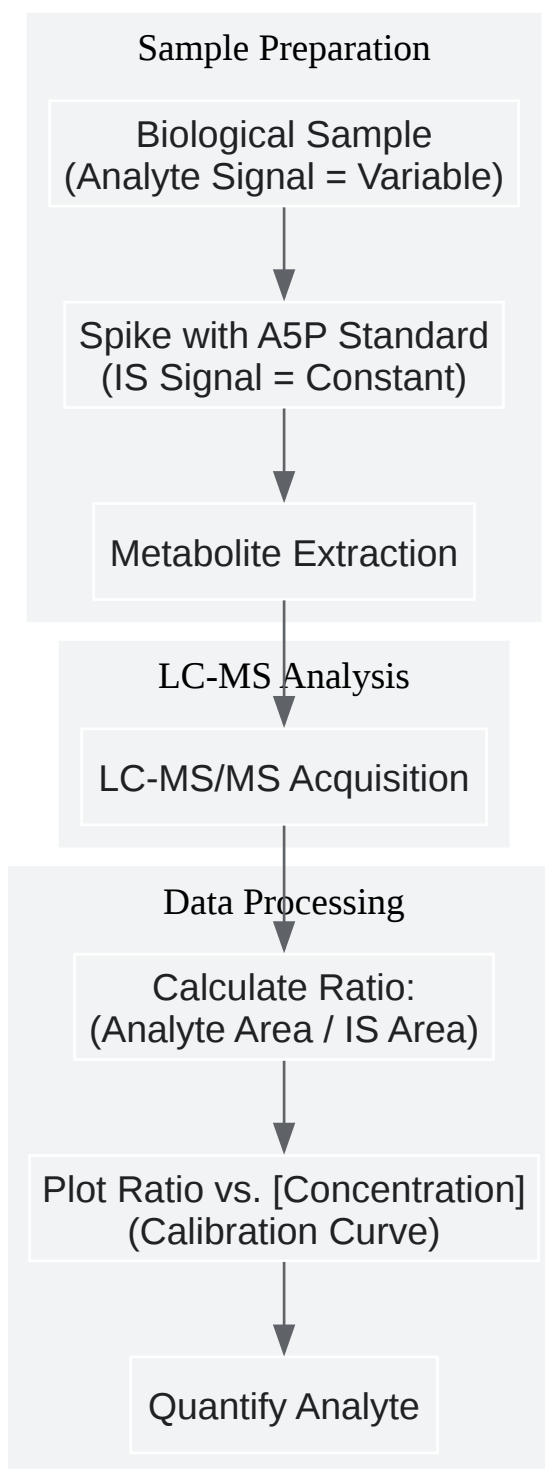 Sample Preparation
Biological Sample
(Analyte Signal = Variable)
Spike with A5P Standard
(IS Signal = Constant)
Metabolite Extraction
LC-MS Analysis
LC-MS/MS Acquisition
Data Processing
Calculate Ratio:
(Analyte Area / IS Area)
Plot Ratio vs. [Concentration]
(Calibration Curve)
Quantify Analyte